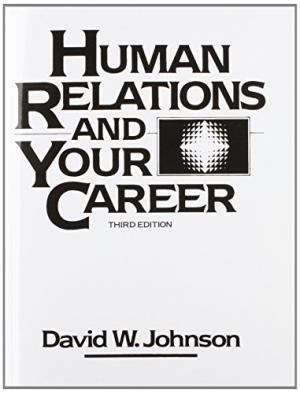 HUMAN
RELATIONS
AND
YOUR
CAREER
THIRD EDITION
David W. Johnson